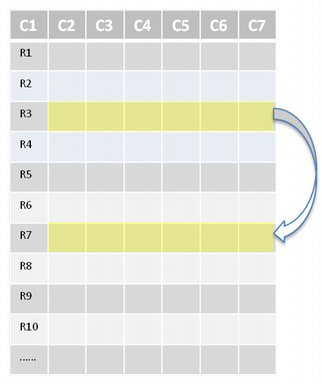 C1 C2 C3 C4 C5 C6 C7
R1
R2
R3
R4
R5
R6
R7
R8
R9
R10
......